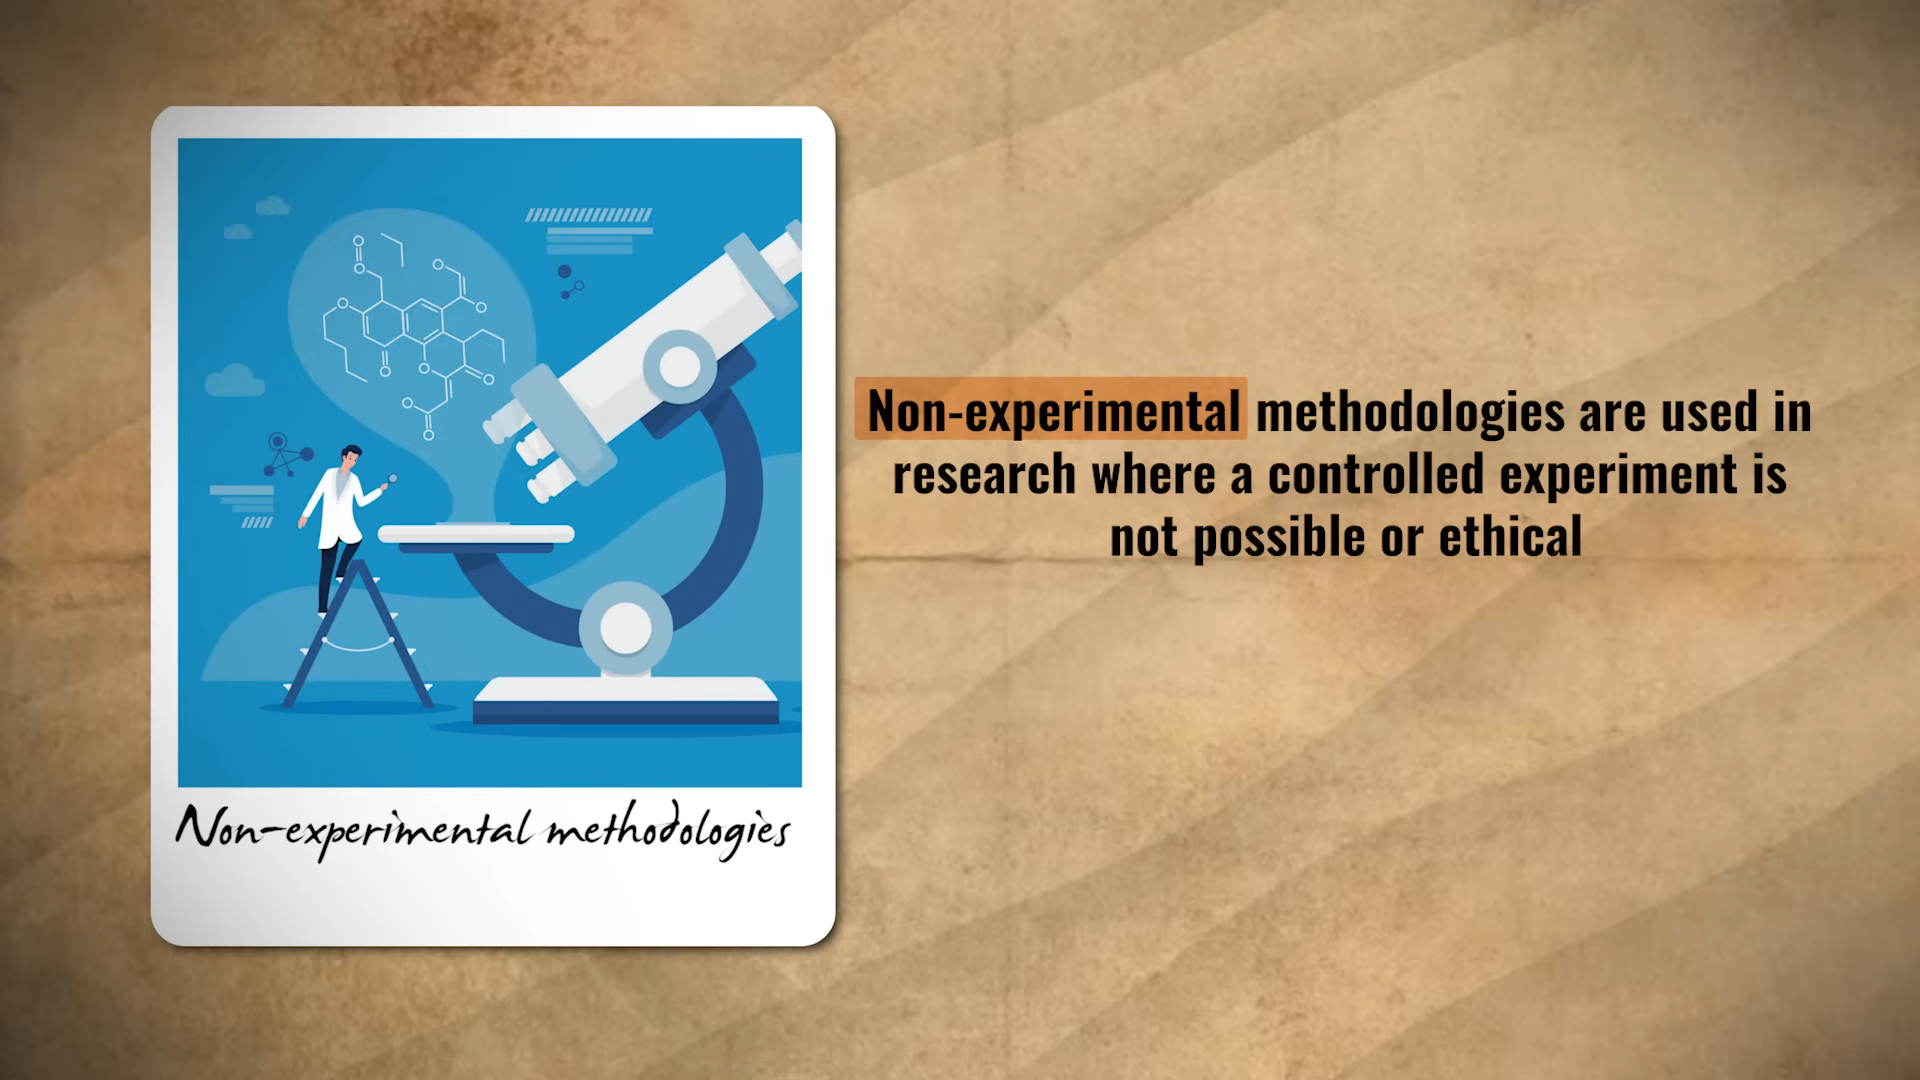 Non-experimental methodologies are used in
research where a controlled experiment is
not possible or ethical
Non-experimental methodologies